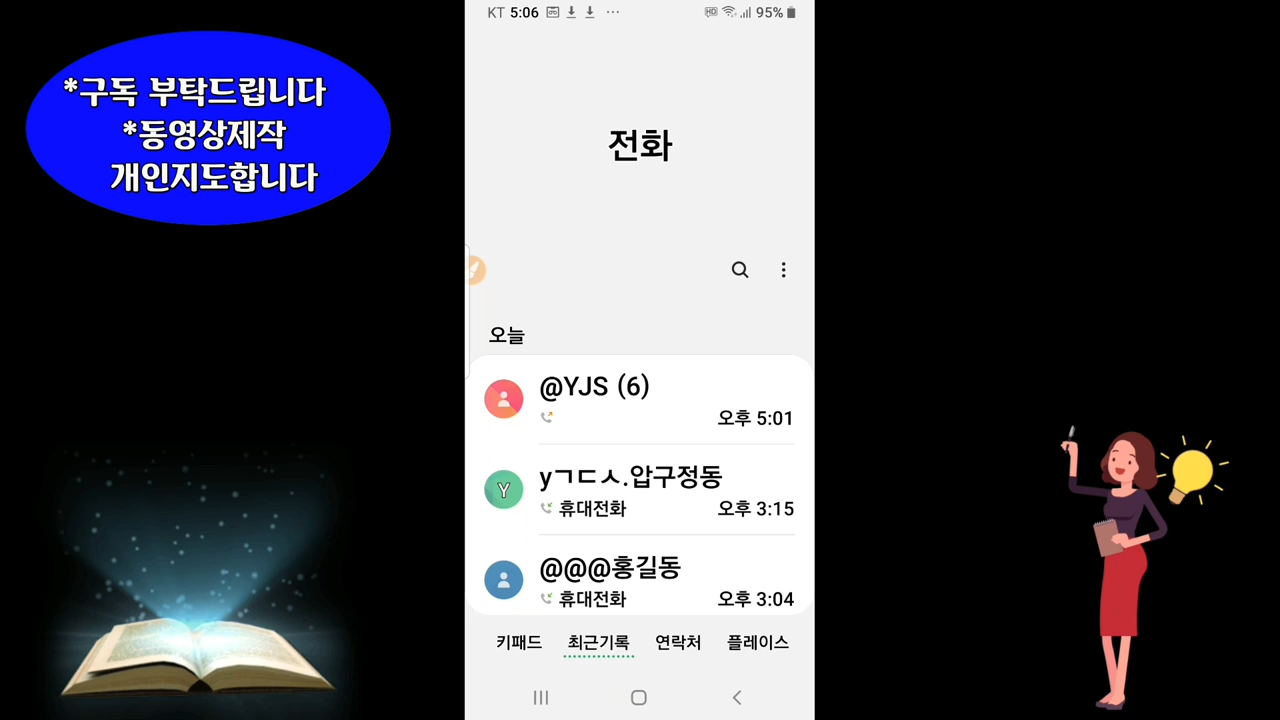 *구독 부탁드립니다
*동영상제작
개인지도합니다
KT 5:06 ... 95%
전화
오늘
@YJS (6)
오후 5:01
Y
yㄱㄷㅅ.압구정동
휴대전화 오후 3:15
@@@홍길동
휴대전화 오후 3:04
키패드 최근기록 연락처 플레이스